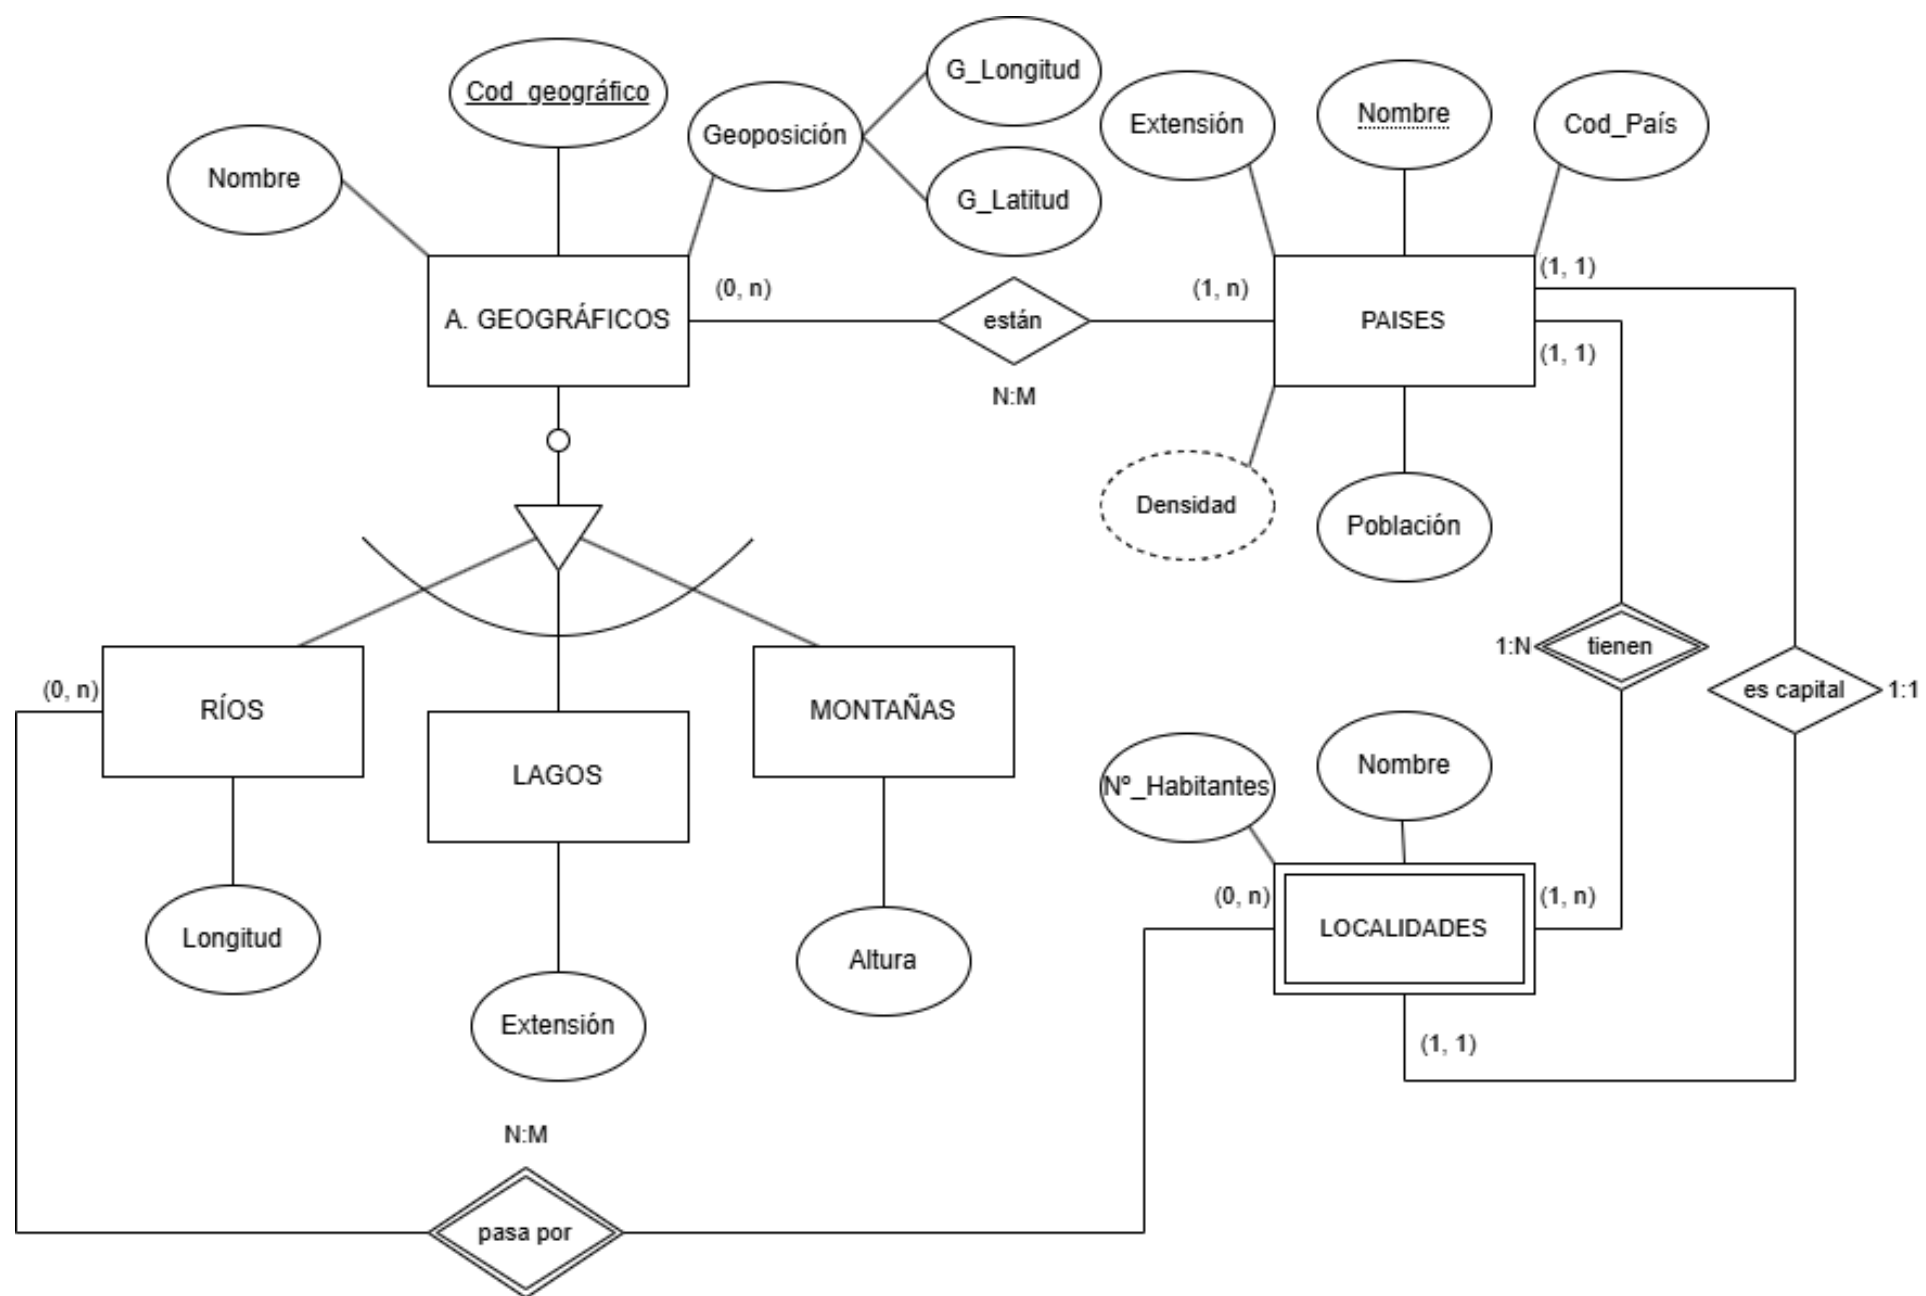 G_Longitud
Cod_geográfico
Geoposición
Extensión
Nombre
Cod_País
Nombre
G_Latitud
(1, 1)
(0, n)
(1, n)
A. GEOGRÁFICOS
están
PAISES
(1, 1)
N:M
Densidad
Población
1:N
tienen
(0, n)
es capital
1:1
RÍOS
MONTAÑAS
LAGOS
Nº_Habitantes
Nombre
(0, n)
(1, n)
Longitud
LOCALIDADES
Altura
Extensión
(1, 1)
N:M
pasa por